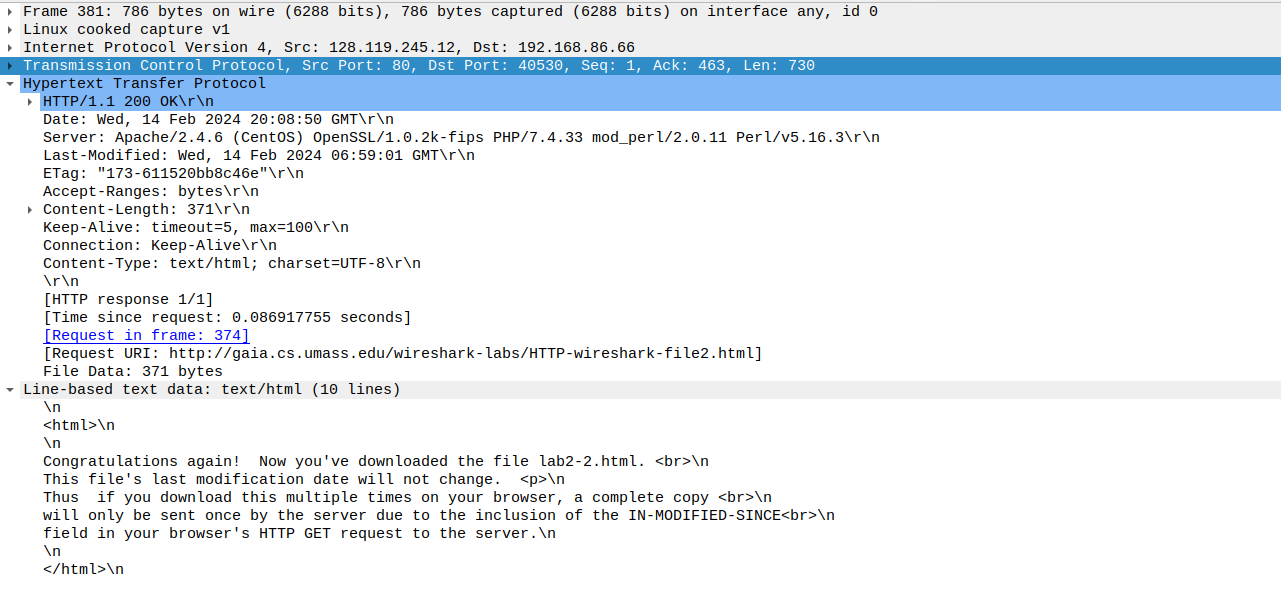 Frame 381: 786 bytes on wire (6288 bits), 786 bytes captured (6288 bits) on interface any, id 0
Linux cooked capture v1
Internet Protocol Version 4, Src: 128.119.245.12, Dst: 192.168.86.66
Transmission Control Protocol, Src Port: 80, Dst Port: 40530, Seq: 1, Ack: 463, Len: 730
Hypertext Transfer Protocol
HTTP/1.1 200 OK\r\n
Date: Wed, 14 Feb 2024 20:08:50 GMT\r\n
Server: Apache/2.4.6 (CentOS) OpenSSL/1.0.2k-fips PHP/7.4.33 mod_perl/2.0.11 Perl/v5.16.3\r\n
Last-Modified: Wed, 14 Feb 2024 06:59:01 GMT\r\n
ETag: "173-611520bb8c46e"\r\n
Accept-Ranges: bytes\r\n
Content-Length: 371\r\n
Keep-Alive: timeout=5, max=100\r\n
Connection: Keep-Alive\r\n
Content-Type: text/html; charset=UTF-8\r\n
\r\n
[HTTP response 1/1]
[Time since request: 0.086917755 seconds]
[Request in frame: 374]
[Request URI: http://gaia.cs.umass.edu/wireshark-labs/HTTP-wireshark-file2.html]
File Data: 371 bytes
Line-based text data: text/html (10 lines)
\n
<html>\n
\n
Congratulations again!  Now you've downloaded the file lab2-2.html. <br>\n
This file's last modification date will not change.  <p>\n
Thus  if you download this multiple times on your browser, a complete copy <br>\n
will only be sent once by the server due to the inclusion of the IN-MODIFIED-SINCE<br>\n
field in your browser's HTTP GET request to the server.\n
\n
</html>\n